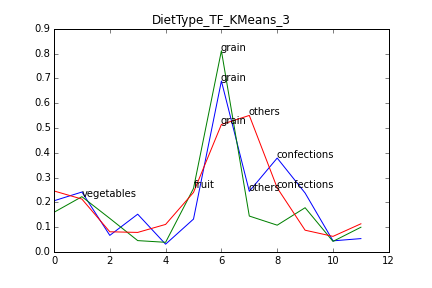 DietType_TF_KMeans_3
0.9
0.8
0.7
0.6
0.5
0.4
0.3
0.2
0.1
0.0
grain
grain
grain
others
confections
vegetables
fruit
others
confections
0 2 4 6 8 10 12